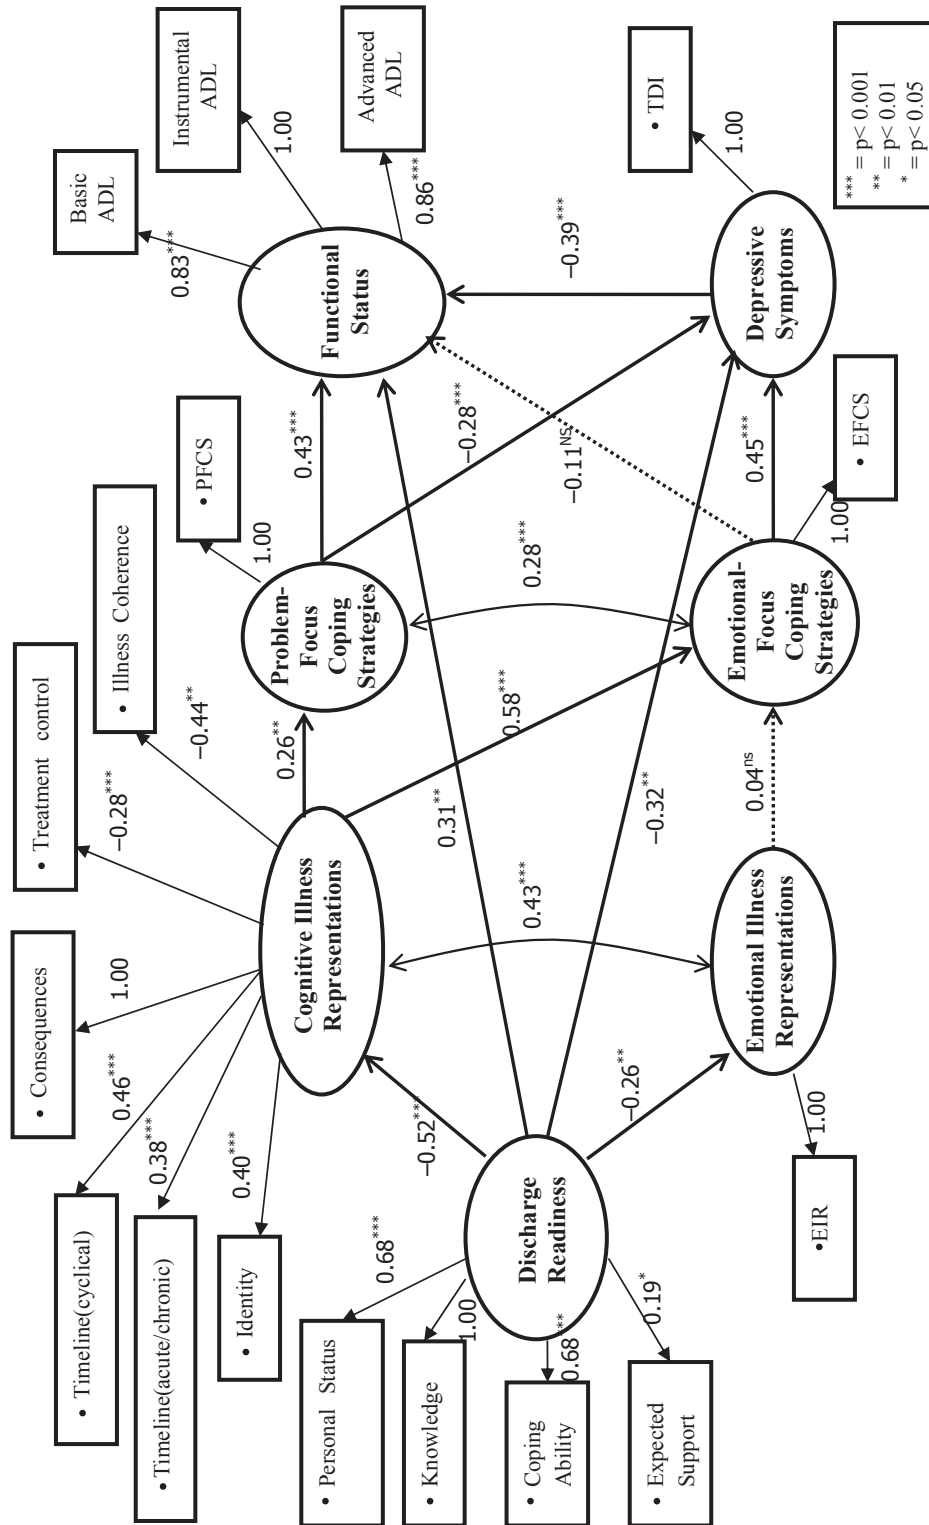 Basic
ADL
Instrumental
ADL
Advanced
ADL
0.83***
1.00
0.86***
Functional
Status
• TDI
1.00
Depressive
Symptoms
−0.39***
*** = p< 0.001
** = p< 0.01
* = p< 0.05
• PFCS
1.00
0.43***
−0.28***
−0.11NS
0.45***
• EFCS
1.00
Problem-
Focus
Coping
Strategies
0.28***
Emotional-
Focus
Coping
Strategies
• Illness Coherence
−0.44**
• Treatment control
−0.28***
• Consequences
1.00
• Timeline(cyclical)
0.46***
• Timeline(acute/chronic)
0.38***
• Identity
0.40***
Cognitive Illness
Representations
0.26**
0.58***
0.31**
−0.32**
0.04ns
0.43***
Emotional Illness
Representations
−0.52***
−0.26**
1.00
•EIR
Discharge
Readiness
• Personal Status
0.68***
• Knowledge
1.00
• Coping
Ability
0.68***
• Expected
Support
0.19*